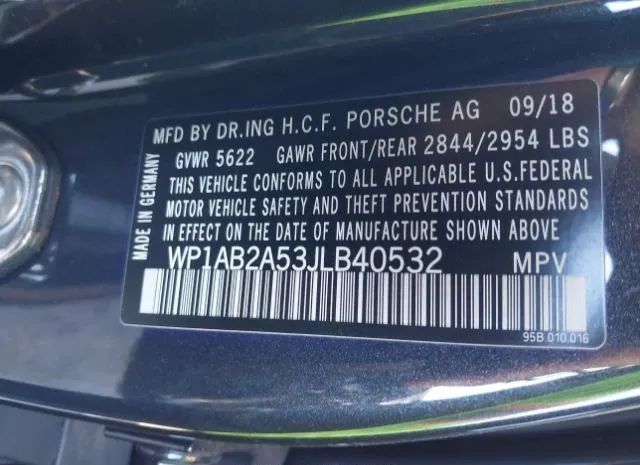 MFD BY DR.ING H.C.F. PORSCHE AG 09/18
GVWR 5622 GAWR FRONT/REAR 2844/2954 LBS
THIS VEHICLE CONFORMS TO ALL APPLICABLE U.S.FEDERAL
MOTOR VEHICLE SAFETY AND THEFT PREVENTION STANDARDS
IN EFFECT ON THE DATE OF MANUFACTURE SHOWN ABOVE
WP1AB2A53JLB40532 MPV
95B.010.016
MADE IN GERMANY